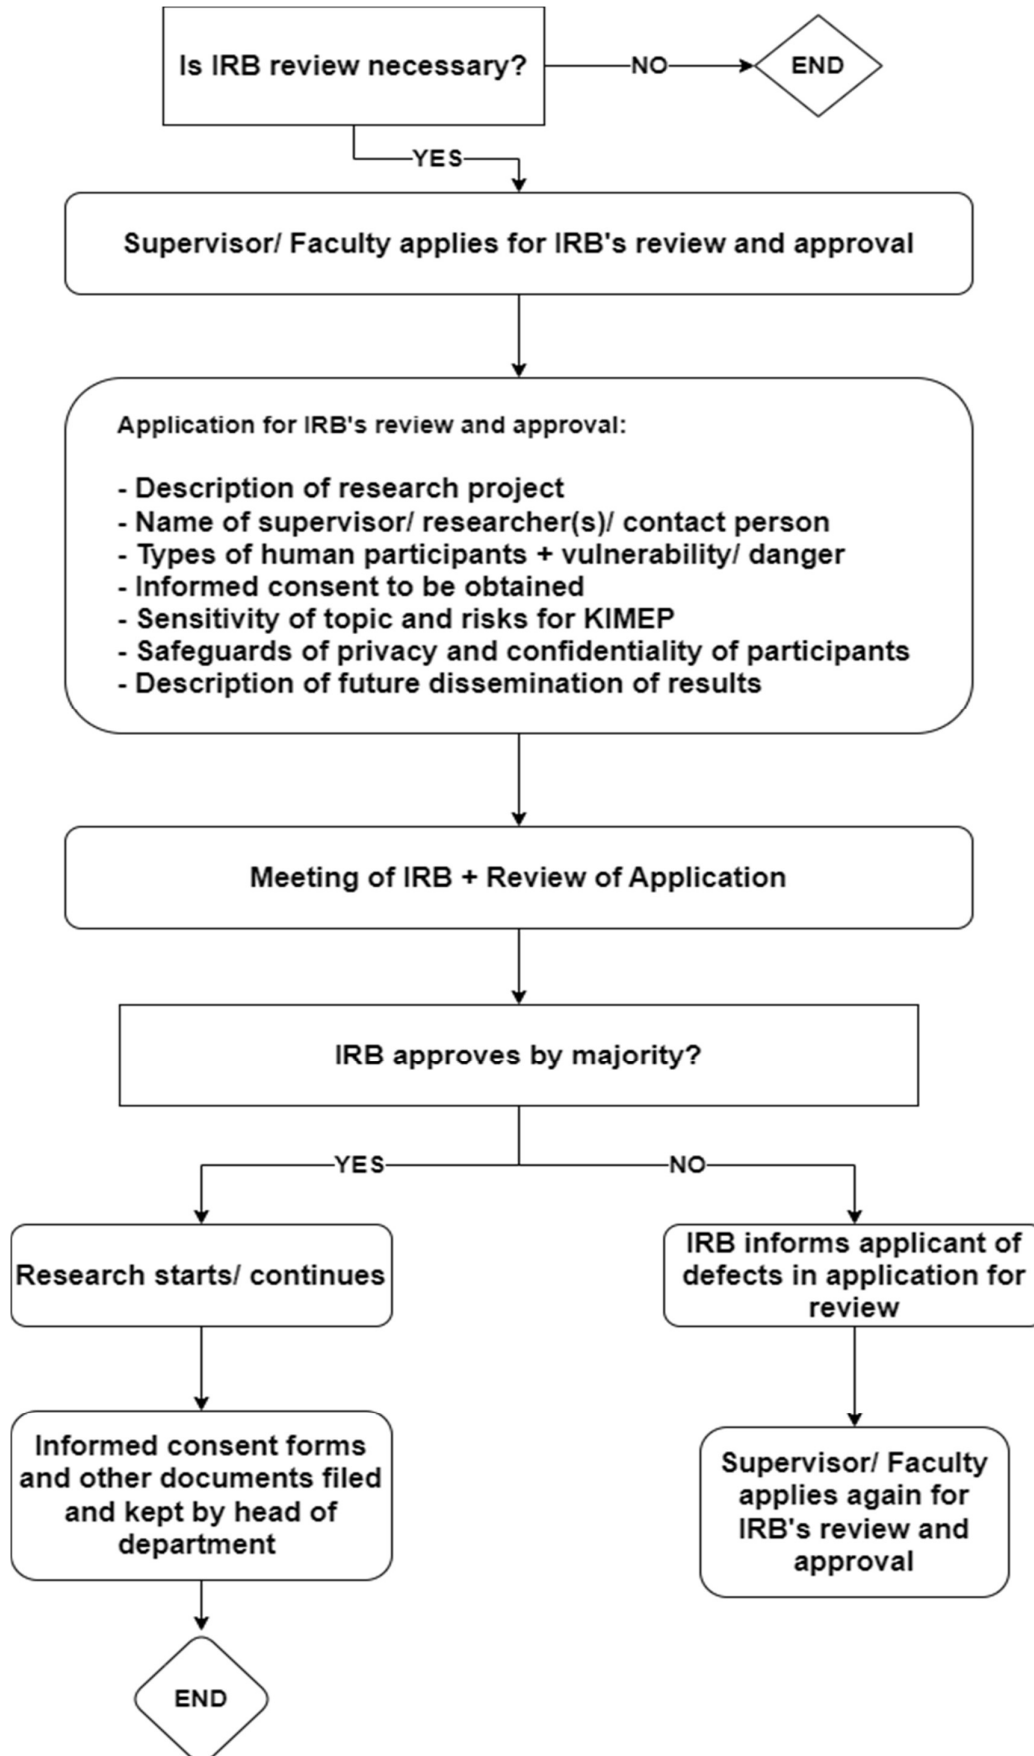 Is IRB review necessary?
NO
END
YES
Supervisor/ Faculty applies for IRB's review and approval
Application for IRB's review and approval:
- Description of research project
- Name of supervisor/ researcher(s)/ contact person
- Types of human participants + vulnerability/ danger
- Informed consent to be obtained
- Sensitivity of topic and risks for KIMEP
- Safeguards of privacy and confidentiality of participants
- Description of future dissemination of results
Meeting of IRB + Review of Application
IRB approves by majority?
YES
NO
Research starts/ continues
IRB informs applicant of
defects in application for
review
Informed consent forms
and other documents filed
and kept by head of
department
Supervisor/ Faculty
applies again for
IRB's review and
approval
END